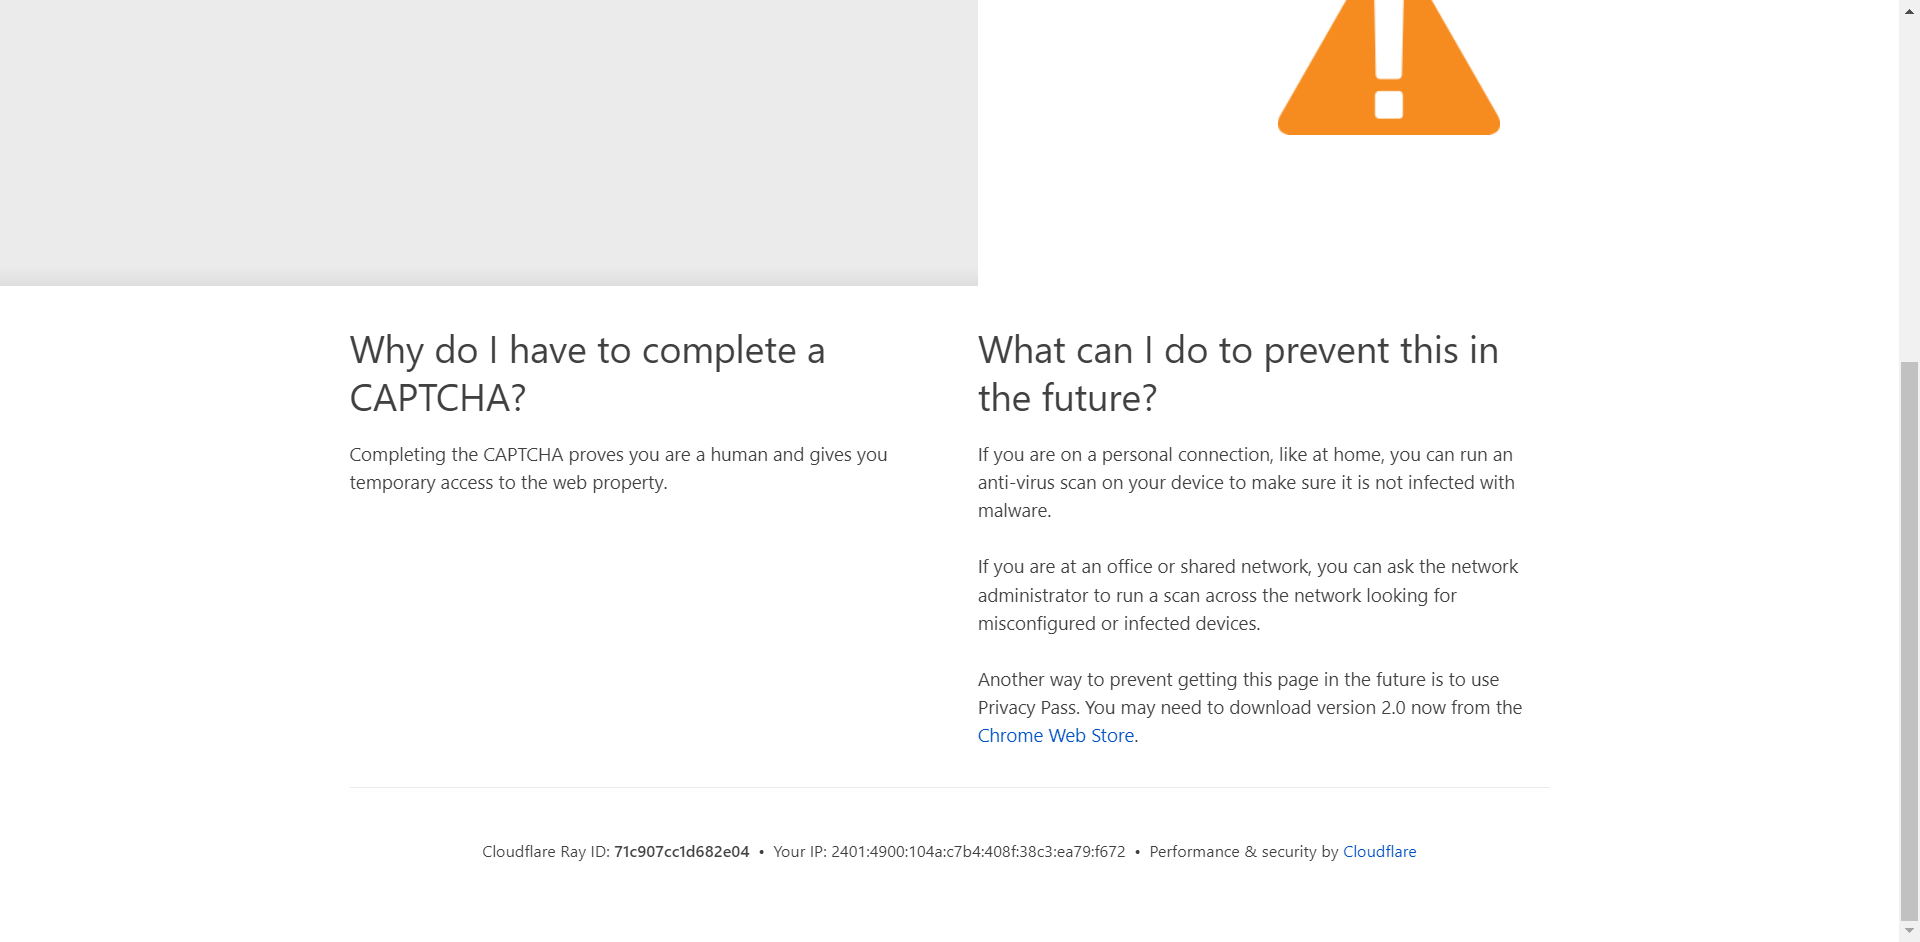 Why do I have to complete a
CAPTCHA?
Completing the CAPTCHA proves you are a human and gives you
temporary access to the web property.
What can I do to prevent this in
the future?
If you are on a personal connection, like at home, you can run an
anti-virus scan on your device to make sure it is not infected with
malware.
If you are at an office or shared network, you can ask the network
administrator to run a scan across the network looking for
misconfigured or infected devices.
Another way to prevent getting this page in the future is to use
Privacy Pass. You may need to download version 2.0 now from the
Chrome Web Store.
Cloudflare Ray ID: 71c907cc1d682e04 • Your IP: 2401:4900:104a:c7b4:408f:38c3:ea79:f672 • Performance & security by Cloudflare